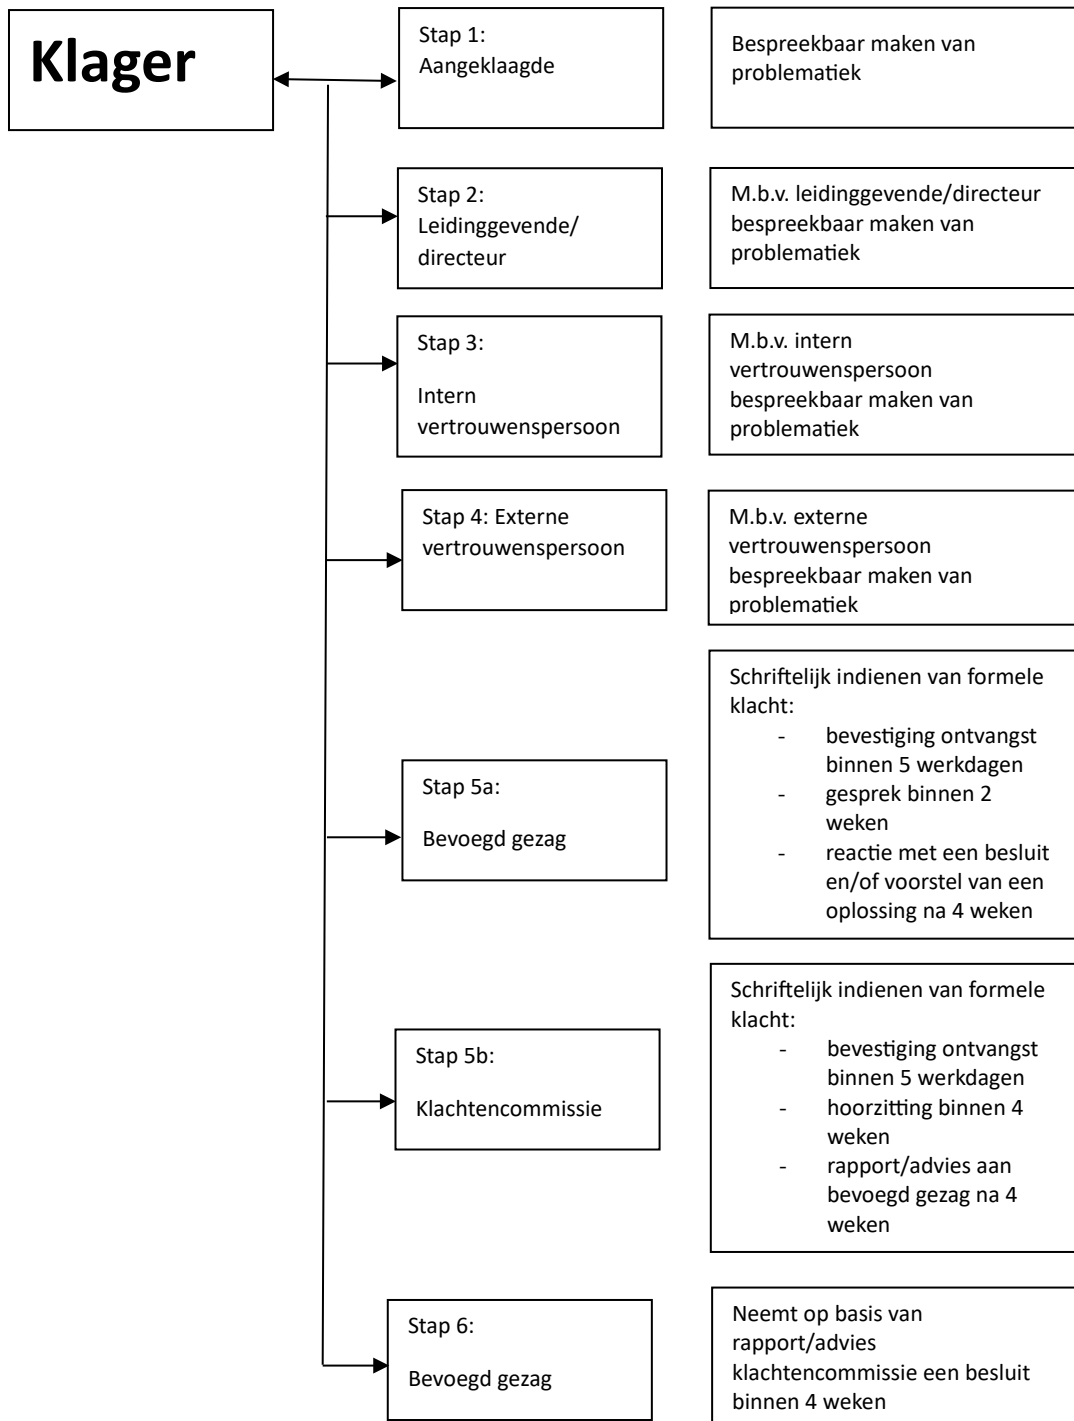 Klager
Stap 1:
Aangeklaagde
Bespreekbaar maken van
problematiek
Stap 2:
Leidinggevende/
directeur
M.b.v. leidinggevende/directeur
bespreekbaar maken van
problematiek
Stap 3:
Intern
vertrouwenspersoon
M.b.v. intern
vertrouwenspersoon
bespreekbaar maken van
problematiek
Stap 4: Externe
vertrouwenspersoon
M.b.v. externe
vertrouwenspersoon
bespreekbaar maken van
problematiek
Stap 5a:
Bevoegd gezag
Schriftelijk indienen van formele
klacht:
- bevestiging ontvangst
binnen 5 werkdagen
- gesprek binnen 2
weken
- reactie met een besluit
en/of voorstel van een
oplossing na 4 weken
Stap 5b:
Klachtencommissie
Schriftelijk indienen van formele
klacht:
- bevestiging ontvangst
binnen 5 werkdagen
- hoorzitting binnen 4
weken
- rapport/advies aan
bevoegd gezag na 4
weken
Stap 6:
Bevoegd gezag
Neemt op basis van
rapport/advies
klachtencommissie een besluit
binnen 4 weken